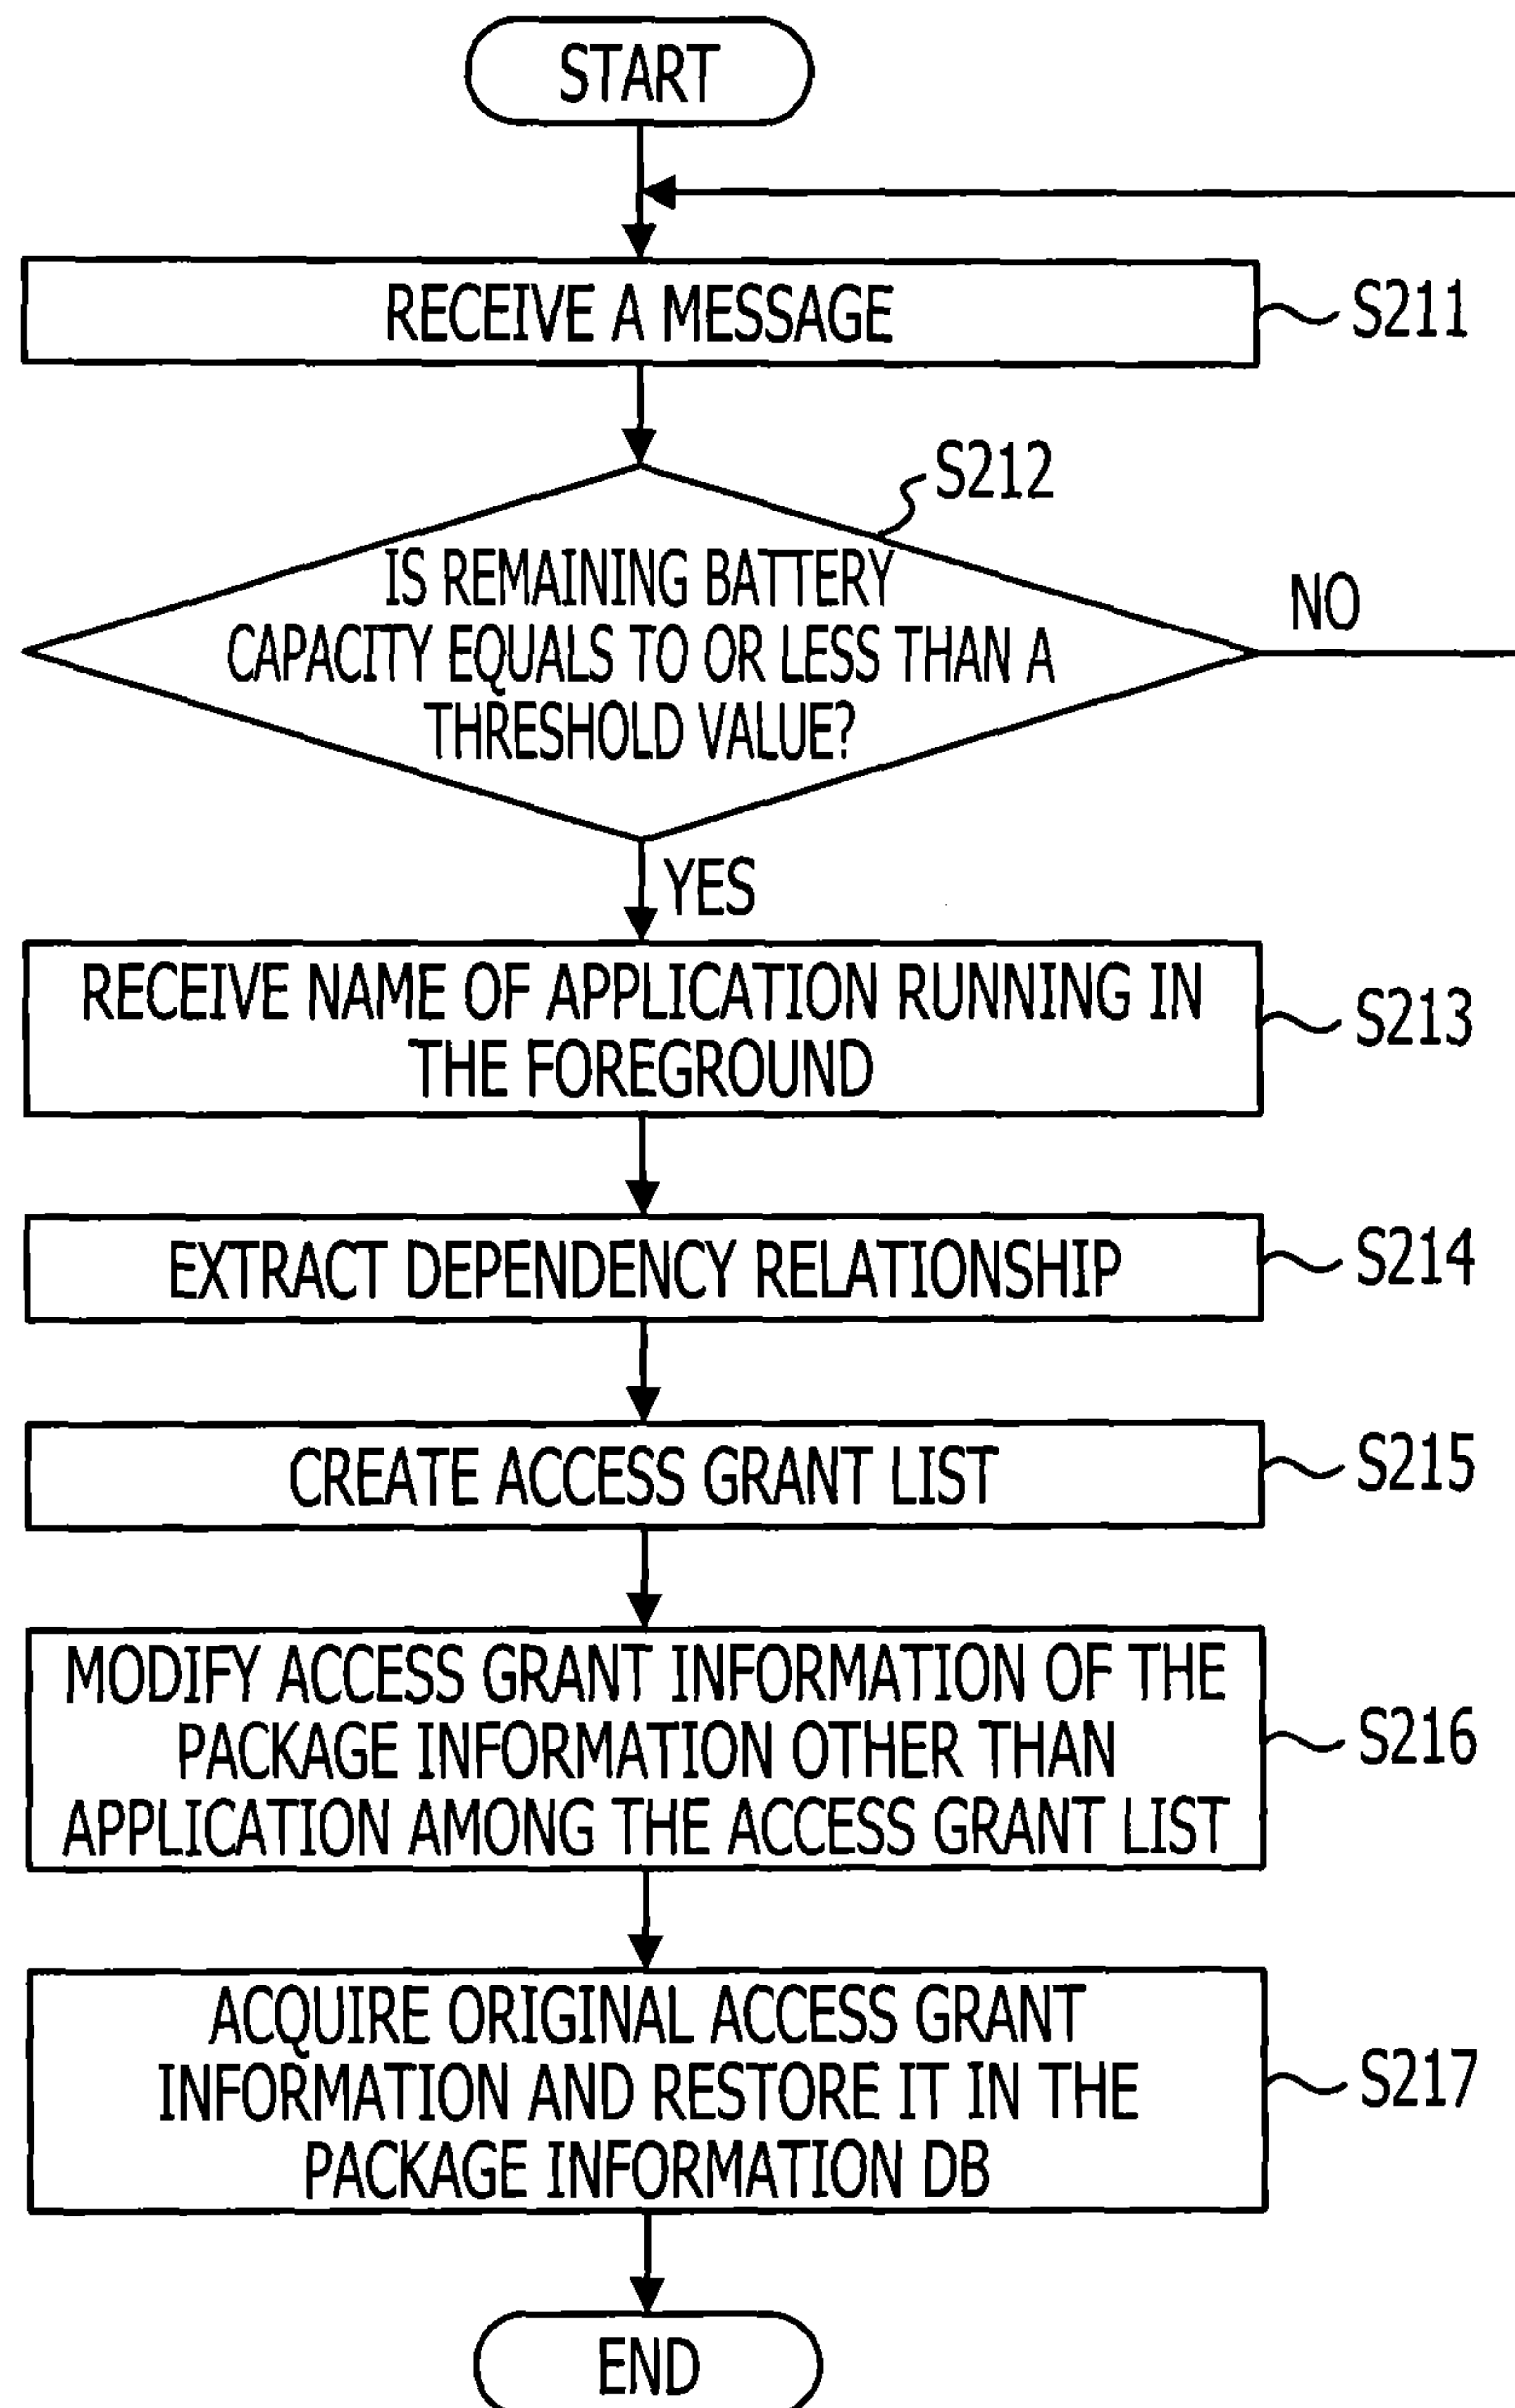 START
RECEIVE A MESSAGE
S211
S212
IS REMAINING BATTERY
CAPACITY EQUALS TO OR LESS THAN A
THRESHOLD VALUE?
NO
YES
RECEIVE NAME OF APPLICATION RUNNING IN
THE FOREGROUND
S213
EXTRACT DEPENDENCY RELATIONSHIP
S214
CREATE ACCESS GRANT LIST
S215
MODIFY ACCESS GRANT INFORMATION OF THE
PACKAGE INFORMATION OTHER THAN
APPLICATION AMONG THE ACCESS GRANT LIST
S216
ACQUIRE ORIGINAL ACCESS GRANT
INFORMATION AND RESTORE IT IN THE
PACKAGE INFORMATION DB
S217
END